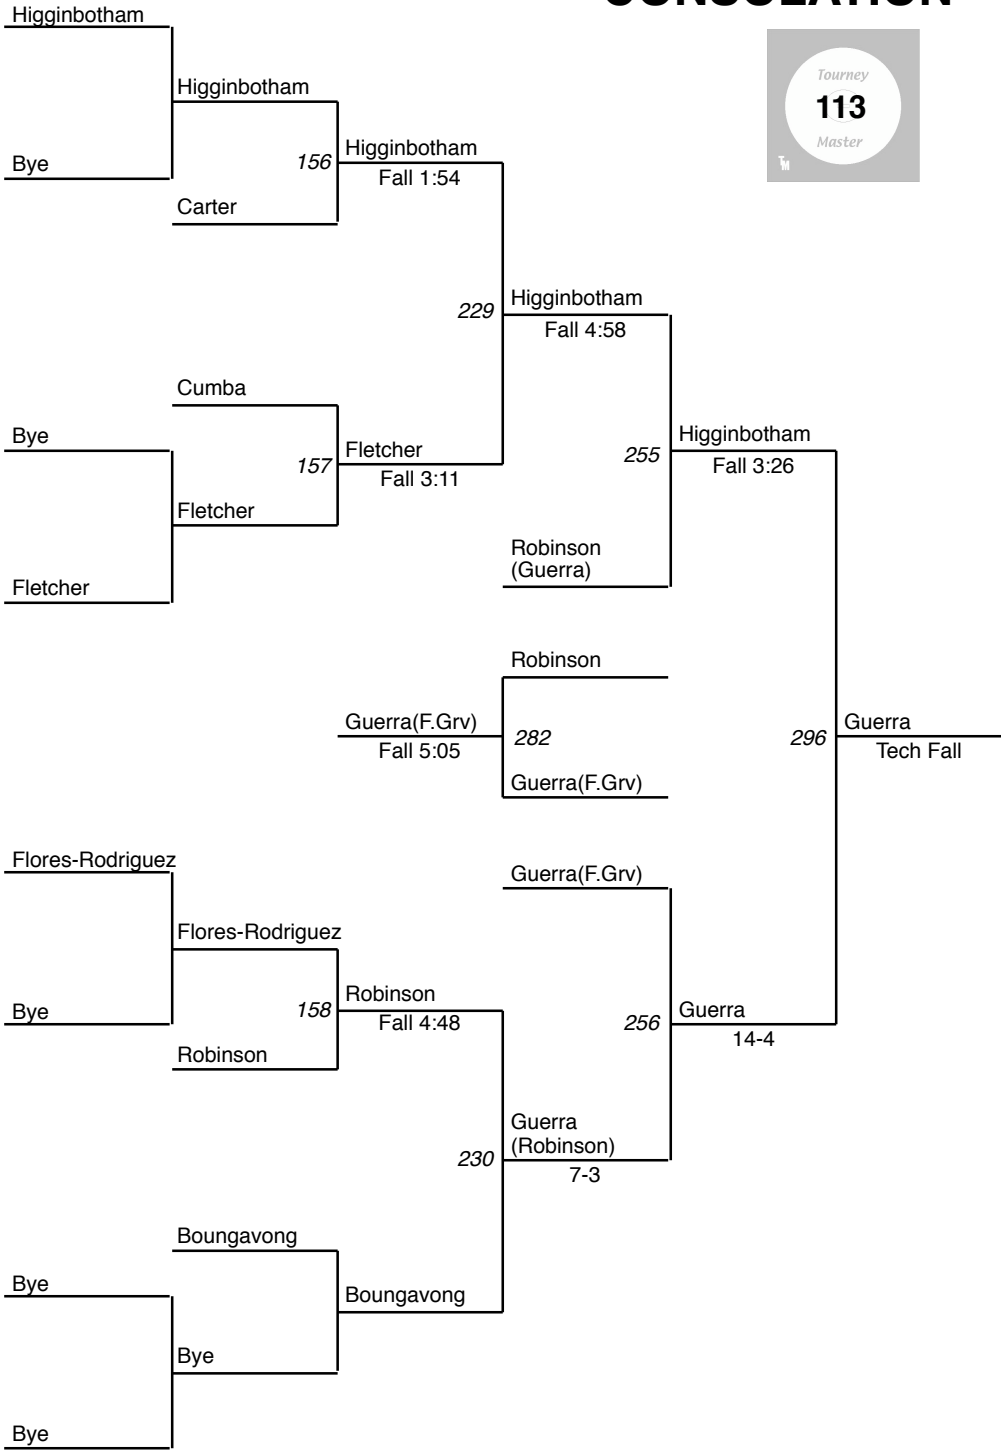 CONSOLATION
Higginbotham
Tourney
Higginbotham
113
Master
TM
Higginbotham
156
Bye
Fall 1:54
Carter
Higginbotham
229
Fall 4:58
Cumba
Bye
Higginbotham
Fletcher
255
157
Fall 3:26
Fall 3:11
Fletcher
Robinson
(Guerra)
Fletcher
Robinson
Guerra(F.Grv)
Guerra
282
296
Fall 5:05
Tech Fall
Guerra(F.Grv)
Flores-Rodriguez
Guerra(F.Grv)
Flores-Rodriguez
Robinson
158
Bye
Guerra
Fall 4:48
256
14-4
Robinson
Guerra
(Robinson)
230
7-3
Boungavong
Bye
Boungavong
Bye
Bye